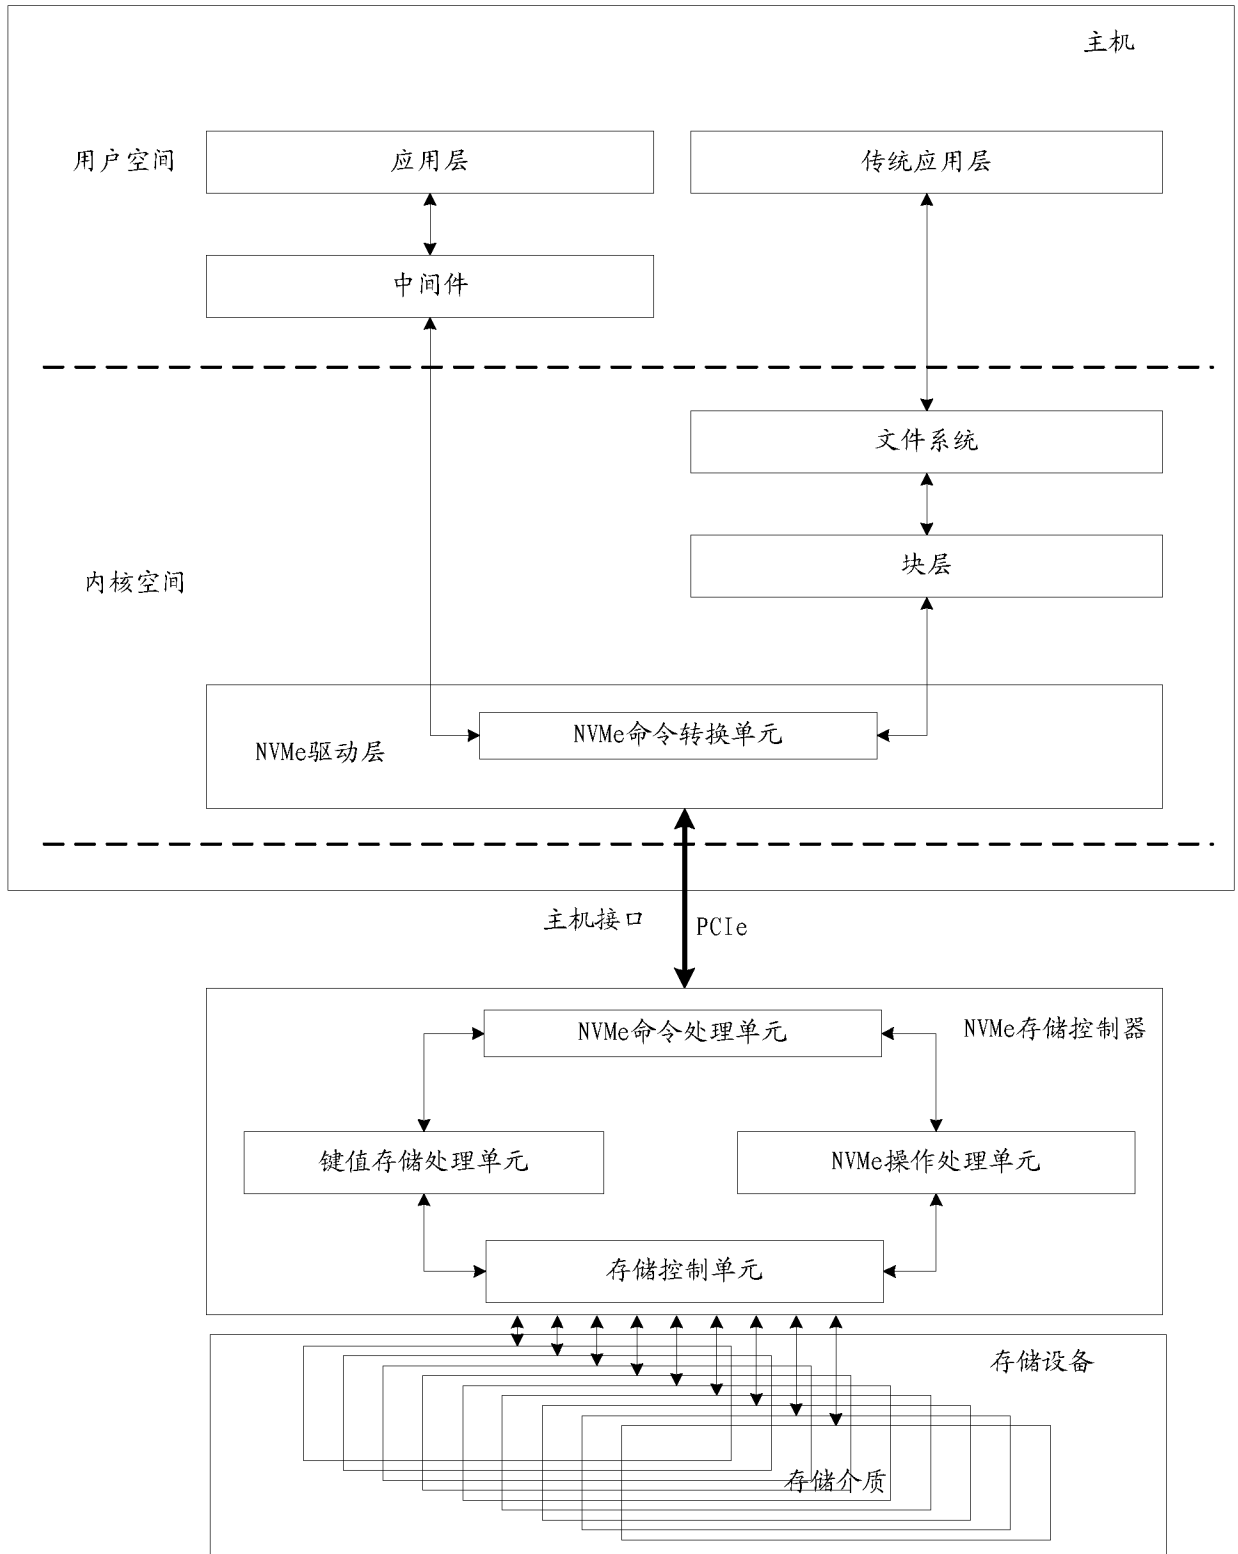 主机
用户空间
应用层
传统应用层
中间件
文件系统
块层
内核空间
NVMe命令转换单元
NVMe驱动层
主机接口
PCIe
NVMe命令处理单元
NVMe存储控制器
键值存储处理单元
NVMe操作处理单元
存储控制单元
存储设备
存储介质